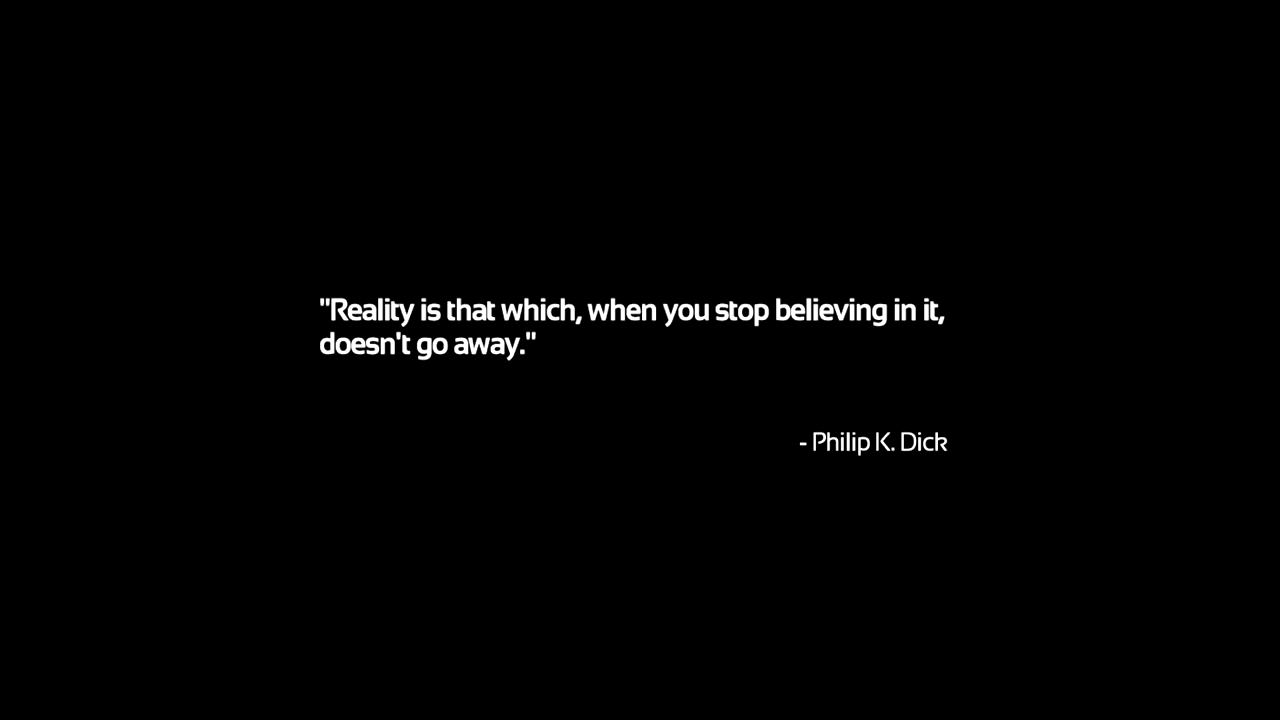 "Reality is that which, when you stop believing in it,
doesn't go away."
- Philip K. Dick